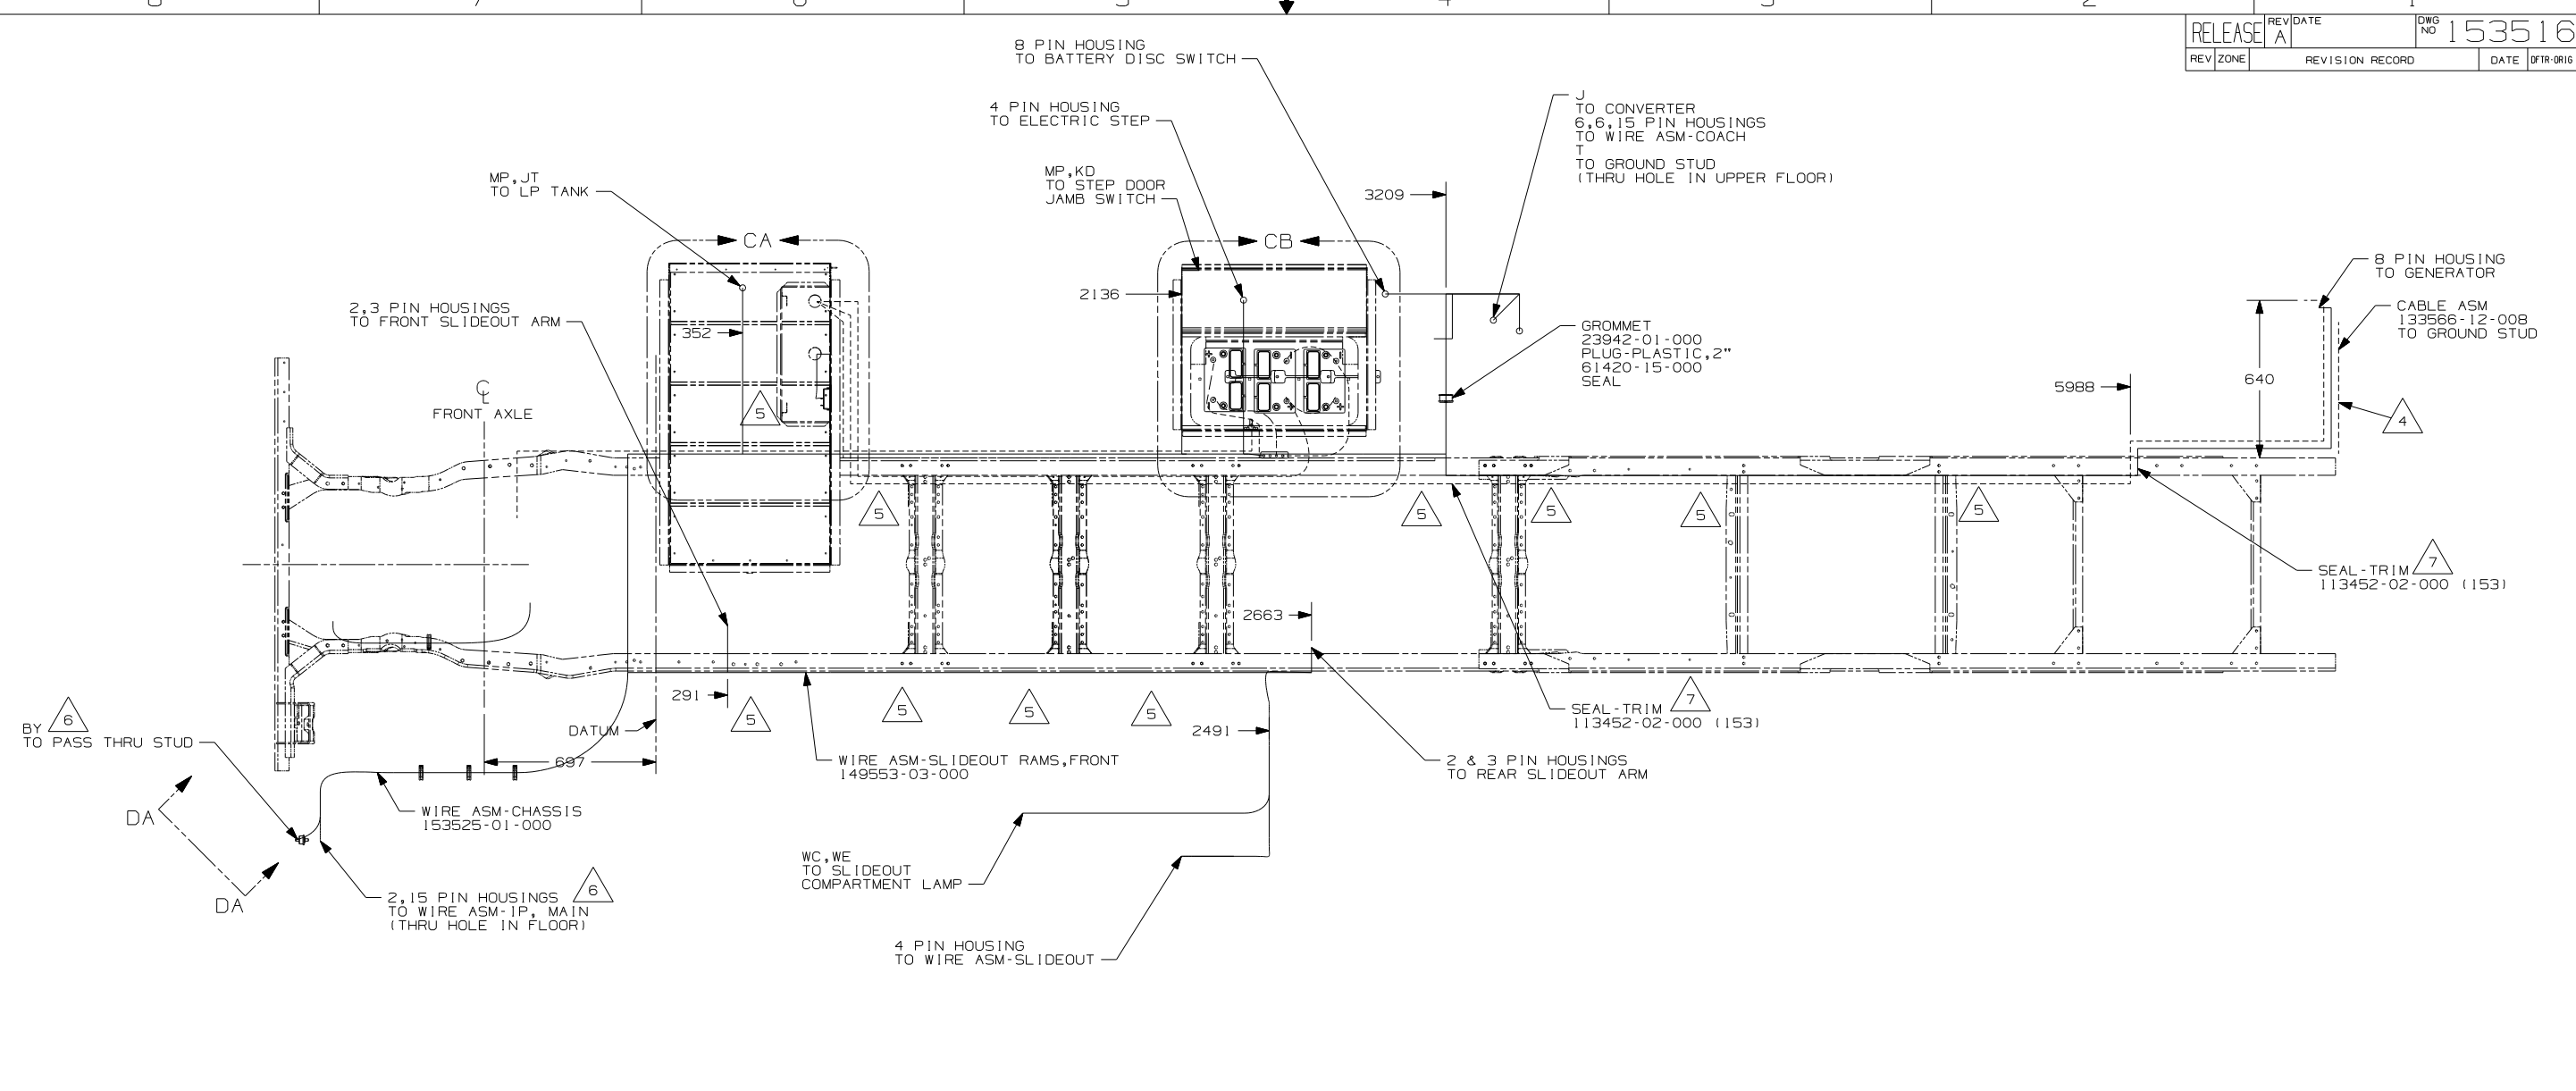 RELEASE
REV
A
DATE
DWG
NO
153516
REV
ZONE
REVISION RECORD
DATE
DFTR-ORIG
8 PIN HOUSING
TO BATTERY DISC SWITCH
4 PIN HOUSING
TO ELECTRIC STEP
J
TO CONVERTER
6,6,15 PIN HOUSINGS
TO WIRE ASM-COACH
T
TO GROUND STUD
(THRU HOLE IN UPPER FLOOR)
MP,JT
TO LP TANK
MP,KD
TO STEP DOOR
JAMB SWITCH
3209
CA
CB
8 PIN HOUSING
TO GENERATOR
2136
2,3 PIN HOUSINGS
TO FRONT SLIDEOUT ARM
352
CABLE ASM
133566-12-008
TO GROUND STUD
GROMMET
23942-01-000
PLUG-PLASTIC,2"
61420-15-000
SEAL
640
5988
CL
FRONT AXLE
5
4
5
5
5
5
5
SEAL-TRIM
7
113452-02-000 (153)
2663
291
5
5
5
5
SEAL-TRIM
7
113452-02-000 (153)
BY
6
TO PASS THRU STUD
DATUM
2491
697
WIRE ASM-SLIDEOUT RAMS,FRONT
149553-03-000
2 & 3 PIN HOUSINGS
TO REAR SLIDEOUT ARM
DA
WIRE ASM-CHASSIS
153525-01-000
WC,WE
TO SLIDEOUT
COMPARTMENT LAMP
DA
2,15 PIN HOUSINGS
6
TO WIRE ASM-IP, MAIN
(THRU HOLE IN FLOOR)
4 PIN HOUSING
TO WIRE ASM-SLIDEOUT